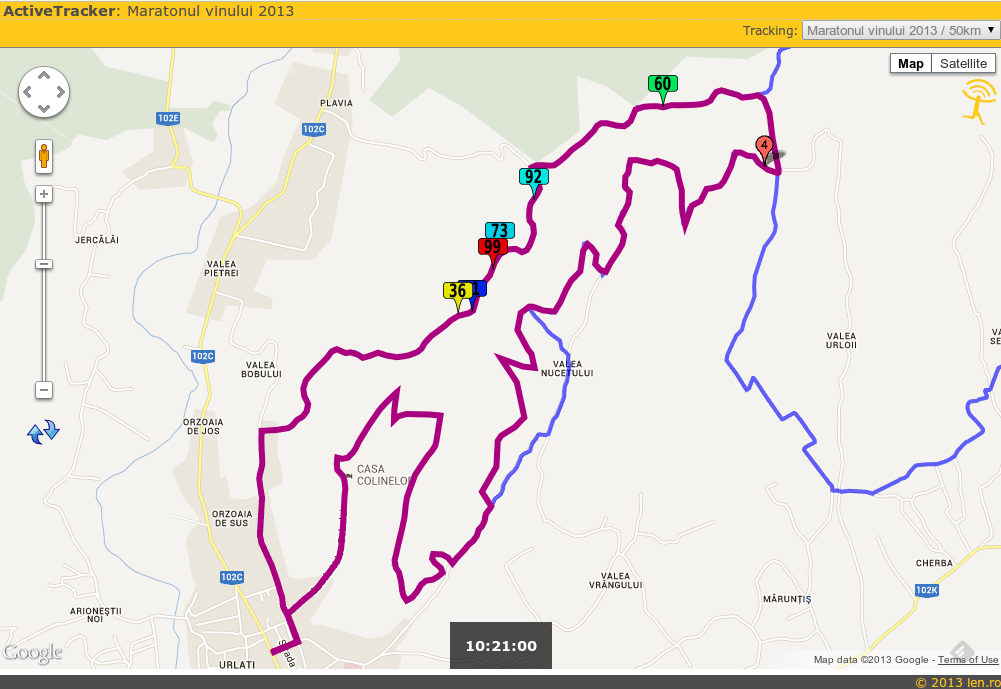 ActiveTracker: Maratonul vinului 2013
Tracking: Maratonul vinului 2013 / 50km
Map Satellite
60
PLAVIA
102E
102C
4
92
73
99
JERCĂLĂI
VALEA
PIETREI
36
1
VALEA
URLOII
VA
SE
102C
VALEA
BOBULUI
VALEA
NUCETULUI
ORZOAIA
DE JOS
CASA
COLINELOR
ORZOAIA
DE SUS
CHERBA
102C
VALEA
VRÂNGULUI
102K
MĂRUNȚIȘ
ARIONEȘTII
NOI
10:21:00
Strada
Google
URLATI
Map data ©2013 Google - Terms of Use
© 2013 len.ro